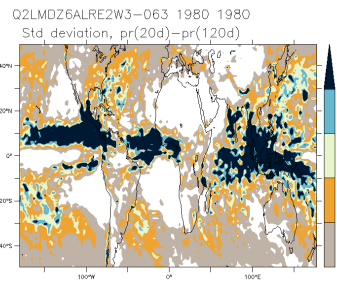 Q2LMDZ6ALRE2W3-063 1980 1980
Std deviation, pr(20d)-pr(120d)
40°N
20°N
0°
20°S
40°S
100°W
0°
100°E